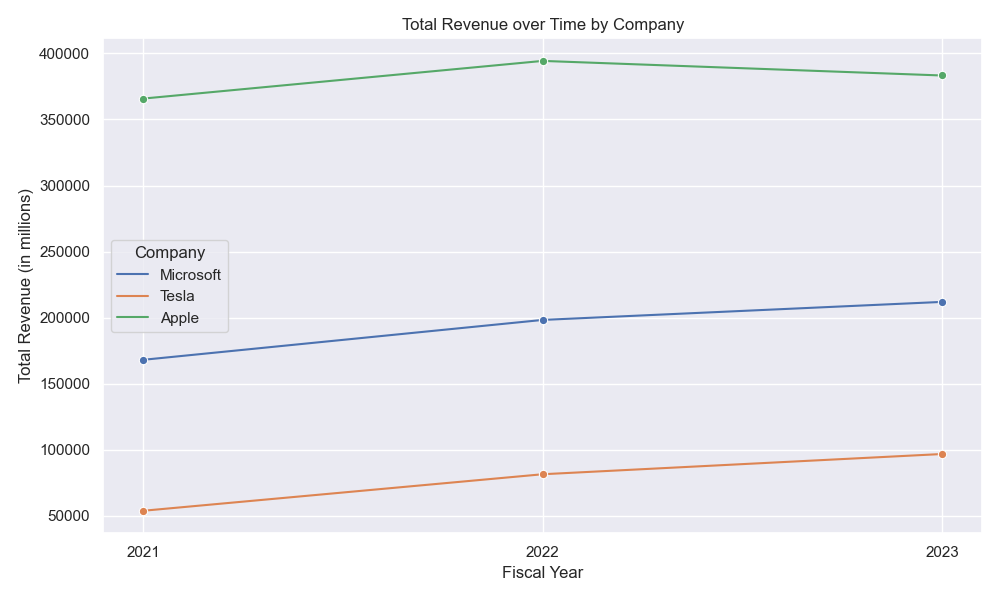 Total Revenue over Time by Company
Total Revenue (in millions)
400000
350000
300000
250000
200000
150000
100000
50000
Company
Microsoft
Tesla
Apple
2021
2022
2023
Fiscal Year